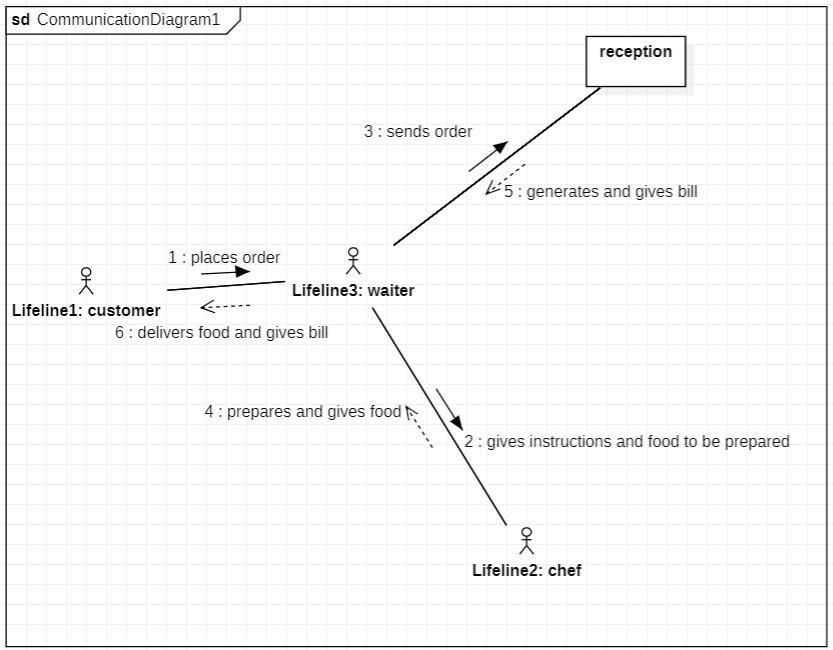 sd CommunicationDiagram1
reception
3 : sends order
5 : generates and gives bill
1 : places order
Lifeline3: waiter
Lifeline1: customer
6 : delivers food and gives bill
4 : prepares and gives food
2 : gives instructions and food to be prepared
Lifeline2: chef